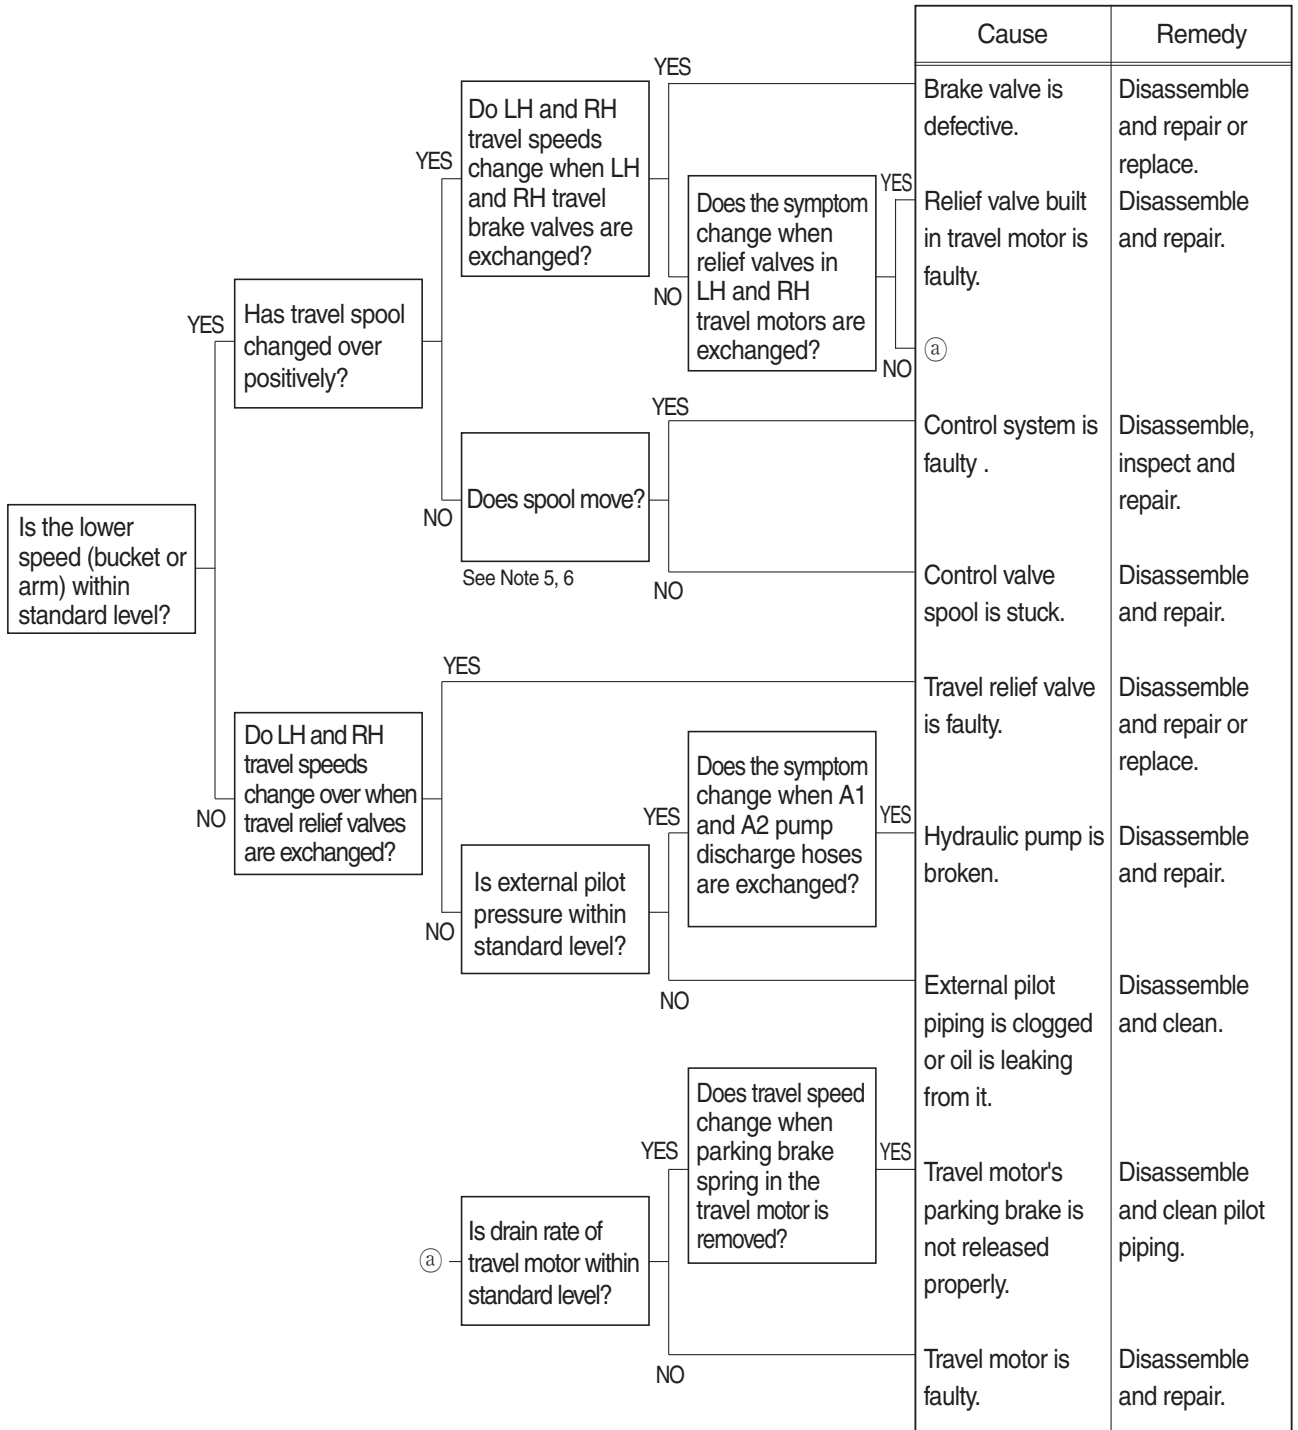 Cause
Remedy
YES
Brake valve is
defective.
Disassemble
and repair or
replace.
Do LH and RH
travel speeds
change when LH
and RH travel
brake valves are
exchanged?
YES
YES
Does the symptom
change when
relief valves in
LH and RH
travel motors are
exchanged?
NO
Relief valve built
in travel motor is
faulty.
Disassemble
and repair.
NO
ⓐ
YES
Has travel spool
changed over
positively?
YES
Control system is
faulty .
Disassemble,
inspect and
repair.
NO
Does spool move?
See Note 5, 6
NO
Control valve
spool is stuck.
Disassemble
and repair.
Is the lower
speed (bucket or
arm) within
standard level?
YES
Travel relief valve
is faulty.
Disassemble
and repair or
replace.
NO
Do LH and RH
travel speeds
change over when
travel relief valves
are exchanged?
YES
Does the symptom
change when A1
and A2 pump
discharge hoses
are exchanged?
YES
Hydraulic pump is
broken.
Disassemble
and repair.
NO
Is external pilot
pressure within
standard level?
NO
External pilot
piping is clogged
or oil is leaking
from it.
Disassemble
and clean.
YES
Does travel speed
change when
parking brake
spring in the
travel motor is
removed?
YES
Travel motor's
parking brake is
not released
properly.
Disassemble
and clean pilot
piping.
ⓐ
Is drain rate of
travel motor within
standard level?
NO
Travel motor is
faulty.
Disassemble
and repair.